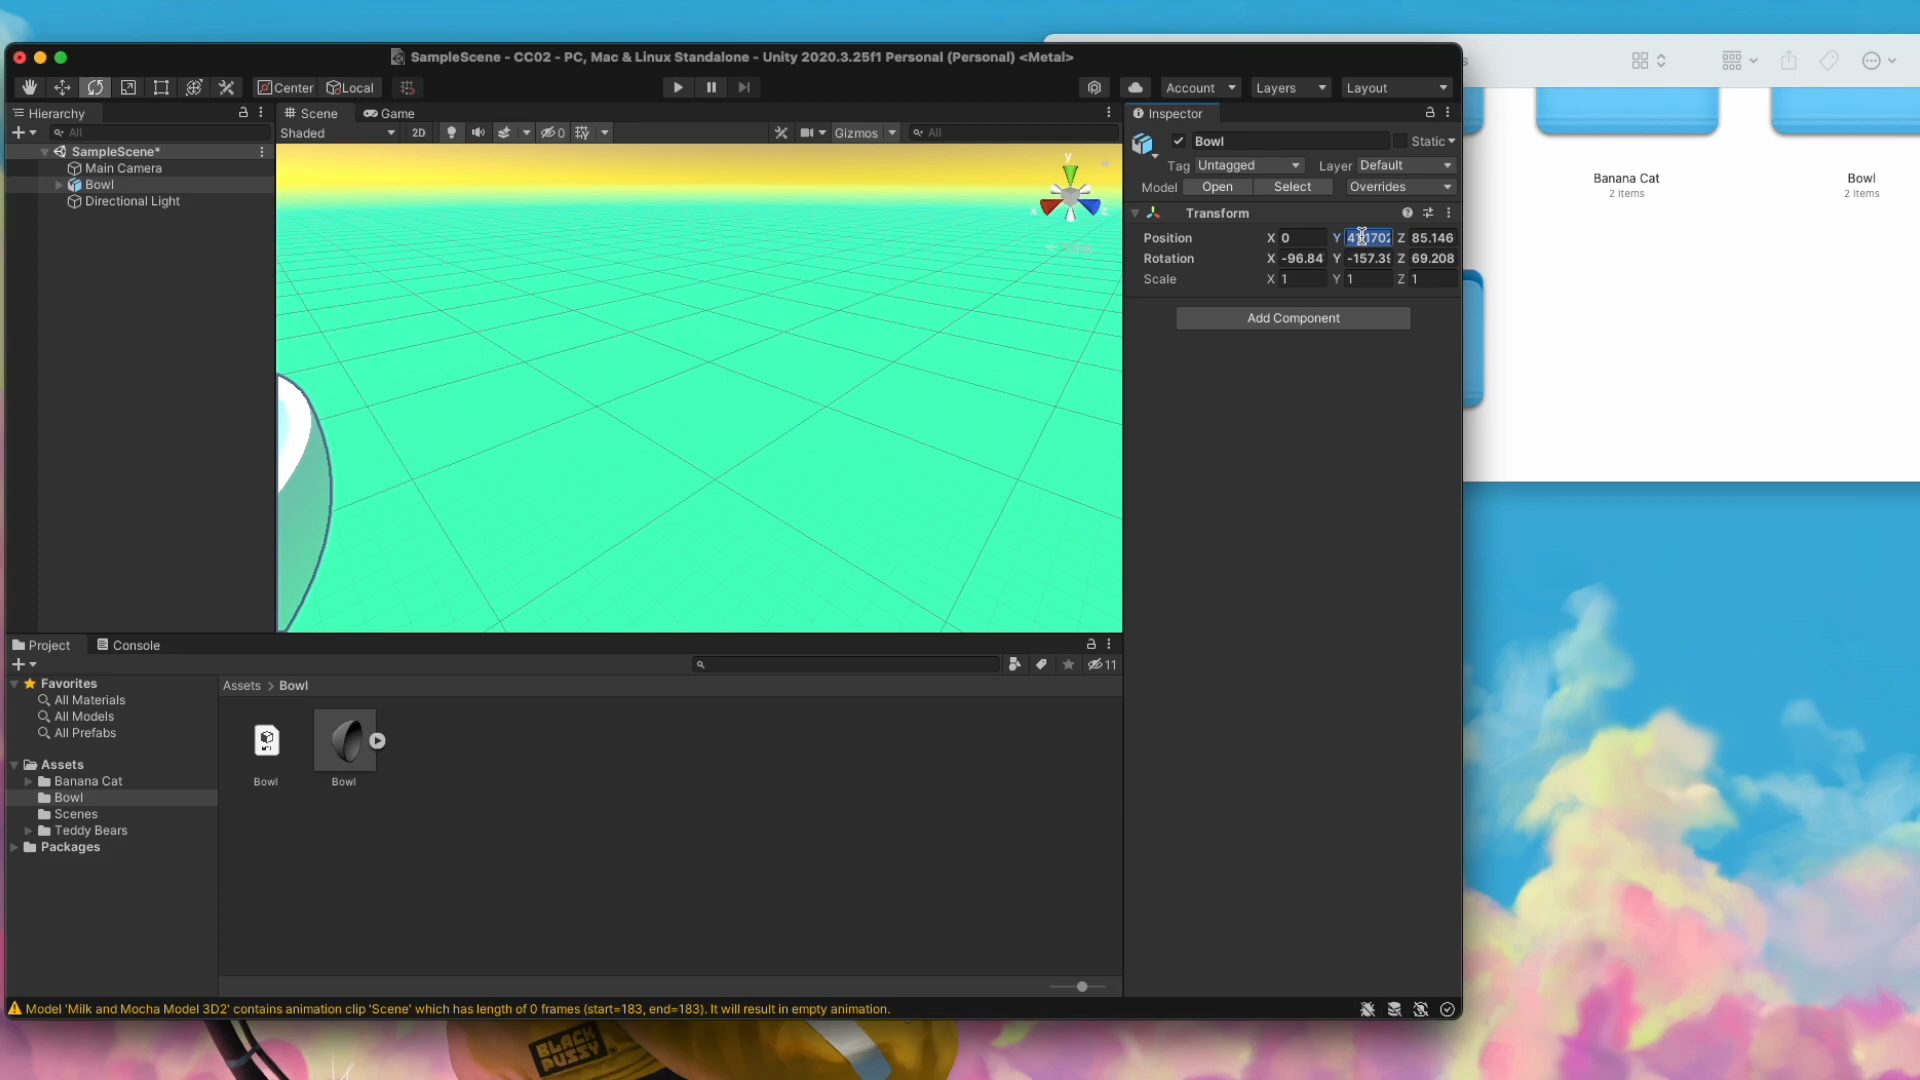 SampleScene - CC02 - PC, Mac & Linux Standalone - Unity 2020.3.25f1 Personal (Personal) <Metal>
Center Local
Account Layers Layout
Hierarchy
All
SampleScene*
Main Camera
Bowl
Directional Light
Scene Game
Shaded 2D 0 Gizmos All
y
x z
Inspector
Bowl Static
Tag Untagged Layer Default
Model Open Select Overrides
Transform
Position X 0 Y Z 85.146
Rotation X -96.84 Y -157.39 Z 69.208
Scale X 1 Y 1 Z 1
Add Component
Banana Cat
2 items
Bowl
2 items
Project Console
11
Favorites
All Materials
All Models
All Prefabs
Assets
Banana Cat
Bowl
Scenes
Teddy Bears
Packages
Assets > Bowl
Bowl Bowl
Model 'Milk and Mocha Model 3D2' contains animation clip 'Scene' which has length of 0 frames (start=183, end=183). It will result in empty animation.
BLACK
PUSSY